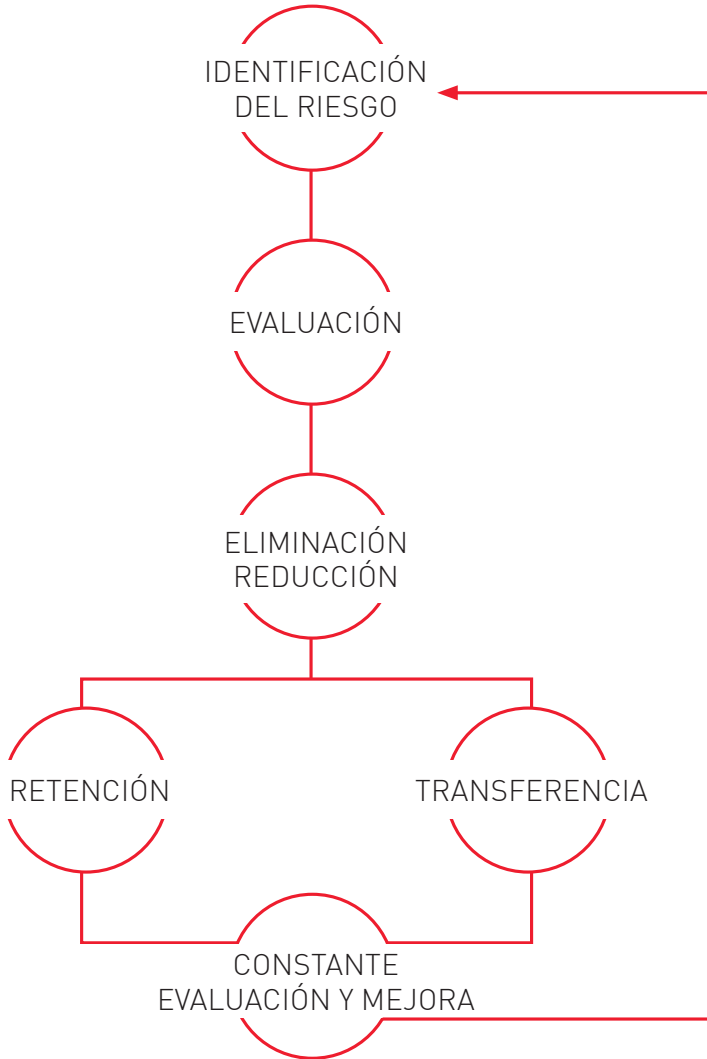 IDENTIFICACIÓN
DEL RIESGO
EVALUACIÓN
ELIMINACIÓN
REDUCCIÓN
RETENCIÓN
TRANSFERENCIA
CONSTANTE
EVALUACIÓN Y MEJORA